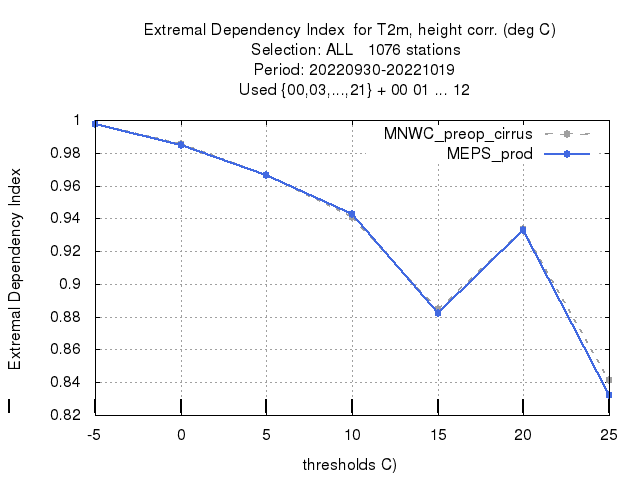 Extremal Dependency Index  for T2m, height corr. (deg C)
Selection: ALL   1076 stations
Period: 20220930-20221019
Used {00,03,...,21} + 00 01 ... 12
MNWC_preop_cirrus
MEPS_prod
Extremal Dependency Index
1
0.98
0.96
0.94
0.92
0.9
0.88
0.86
0.84
0.82
-5 0 5 10 15 20 25
thresholds C)